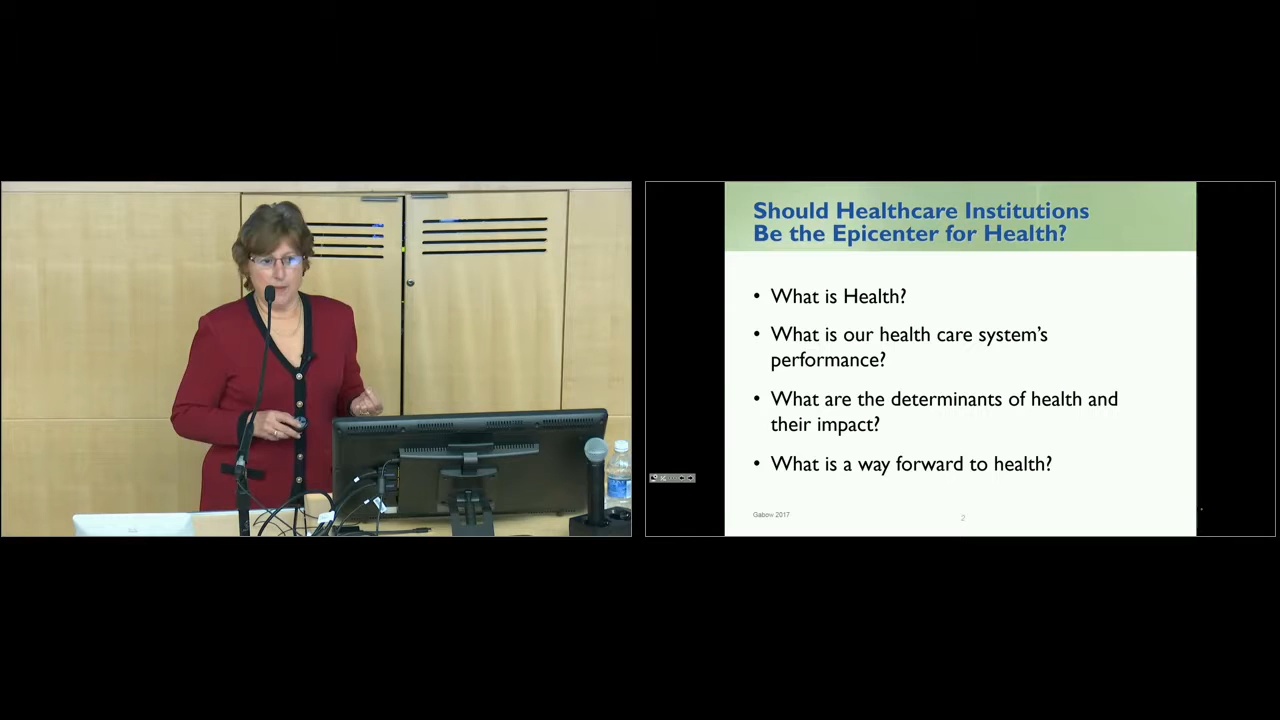 Should Healthcare Institutions
Be the Epicenter for Health?
• What is Health?
• What is our health care system's
performance?
• What are the determinants of health and
their impact?
• What is a way forward to health?
Gabow 2017
2